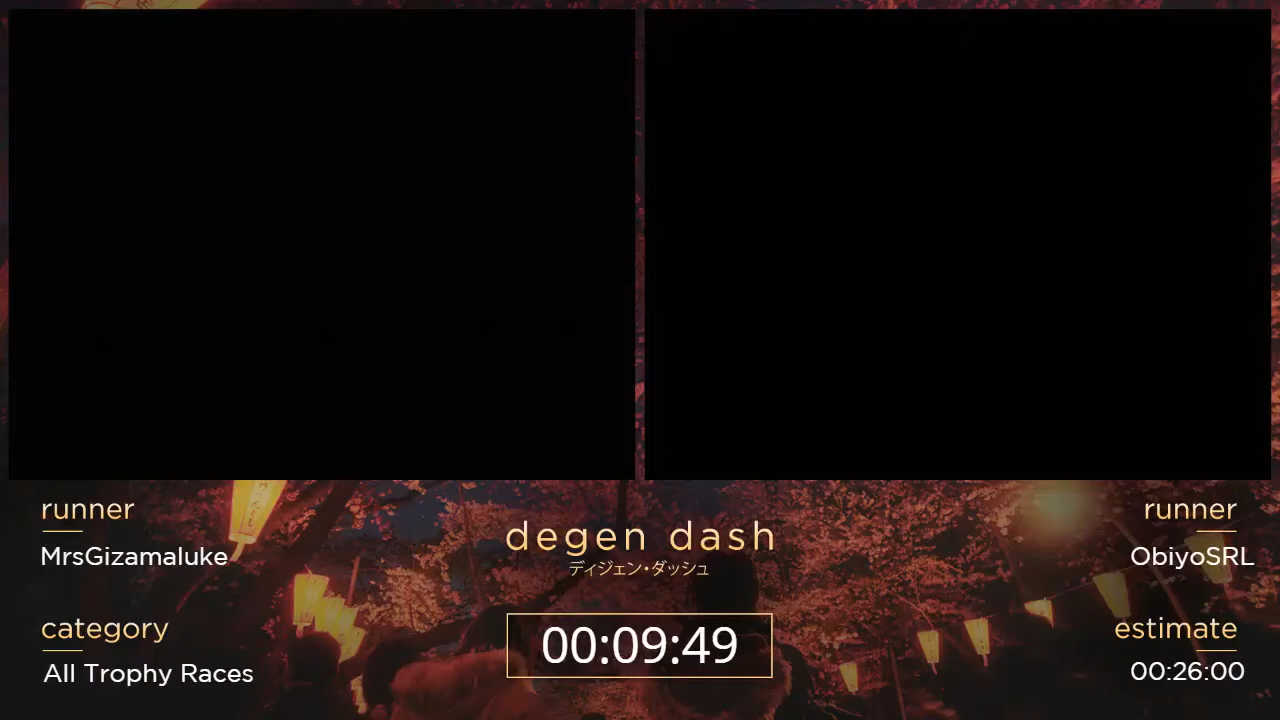 runner
MrsGizamaluke
category
All Trophy Races
degen dash
ディジェン・ダッシュ
00:09:49
runner
ObiyoSRL
estimate
00:26:00